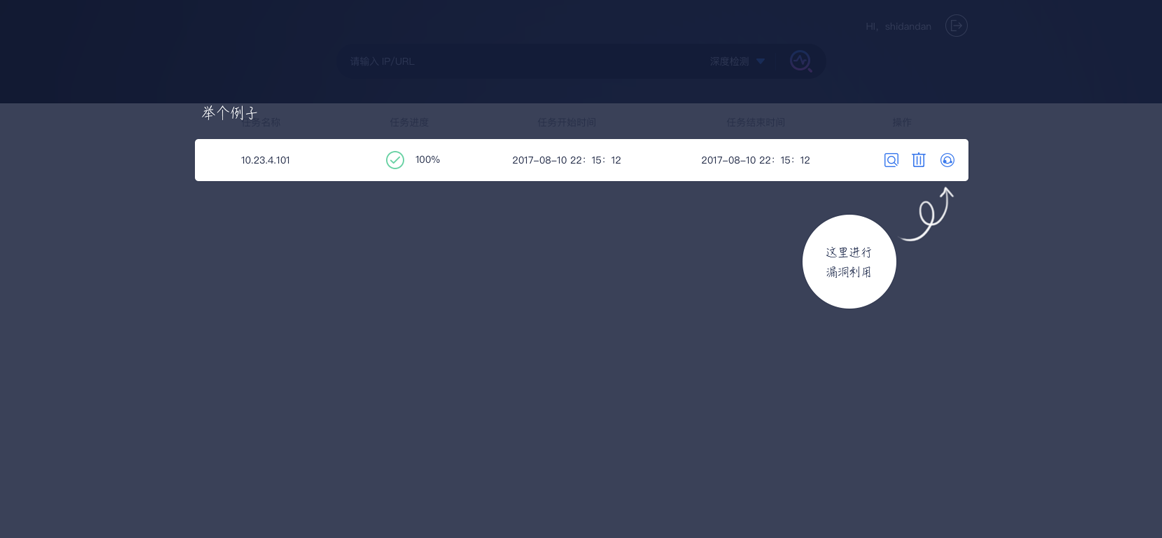 Hi，shidandan
请输入 IP/URL
深度检测
举个例子
任务名称 任务进度 任务开始时间 任务结束时间 操作
10.23.4.101 100% 2017-08-10 22：15：12 2017-08-10 22：15：12
这里进行
漏洞利用